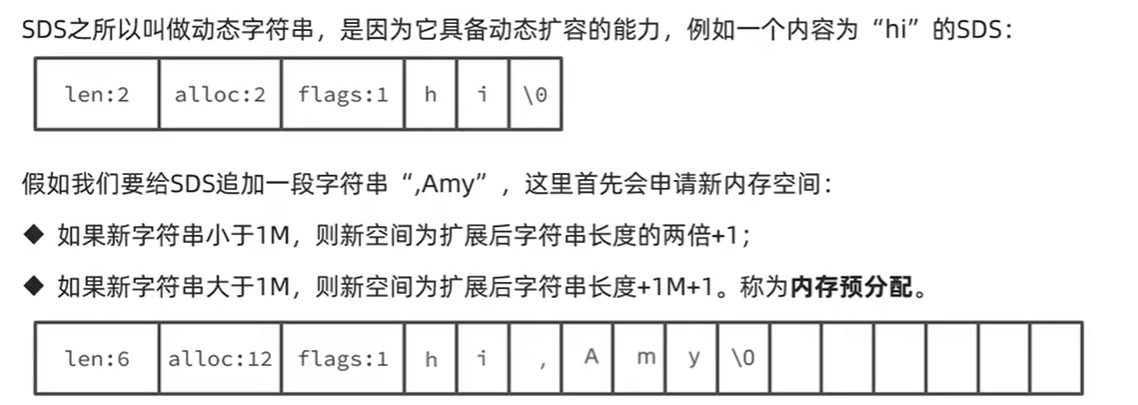 SDS之所以叫做动态字符串，是因为它具备动态扩容的能力，例如一个内容为“hi”的SDS：
len:2 alloc:2 flags:1 h i \0
假如我们要给SDS追加一段字符串“,Amy”，这里首先会申请新内存空间：
◆ 如果新字符串小于1M，则新空间为扩展后字符串长度的两倍+1；
◆ 如果新字符串大于1M，则新空间为扩展后字符串长度+1M+1。称为内存预分配。
len:6 alloc:12 flags:1 h i , A m y \0